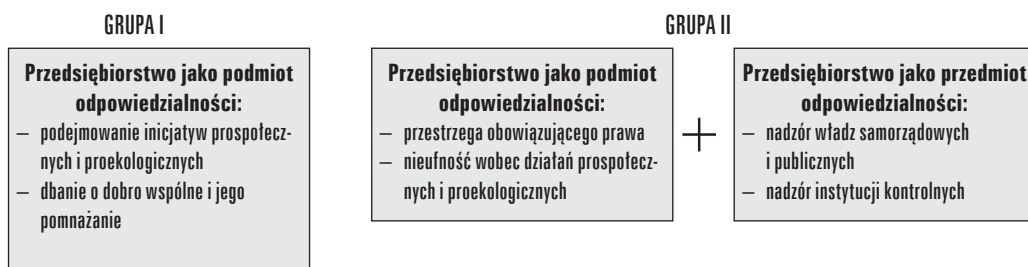 GRUPA I
Przedsiębiorstwo jako podmiot
odpowiedzialności:
– podejmowanie inicjatyw prospołecz-
nych i proekologicznych
– dbanie o dobro wspólne i jego
pomnażanie
GRUPA II
Przedsiębiorstwo jako podmiot
odpowiedzialności:
– przestrzega obowiązującego prawa
– nieufność wobec działań prospołecz-
nych i proekologicznych
+
Przedsiębiorstwo jako przedmiot
odpowiedzialności:
– nadzór władz samorządowych
i publicznych
– nadzór instytucji kontrolnych